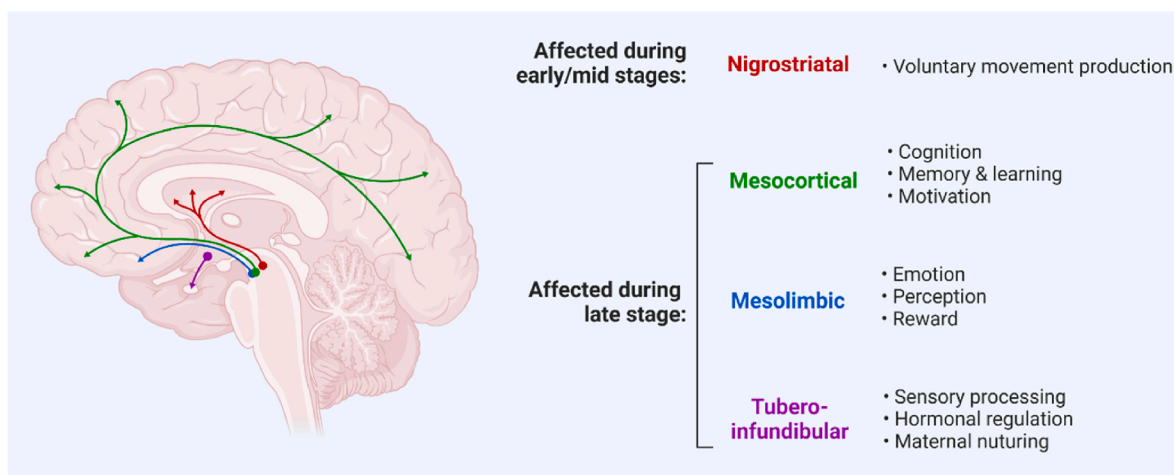 Affected during
early/mid stages:
Nigrostriatal
• Voluntary movement production
Affected during
late stage:
Mesocortical
• Cognition
• Memory & learning
• Motivation
Mesolimbic
• Emotion
• Perception
• Reward
Tubero-
infundibular
• Sensory processing
• Hormonal regulation
• Maternal nuturing